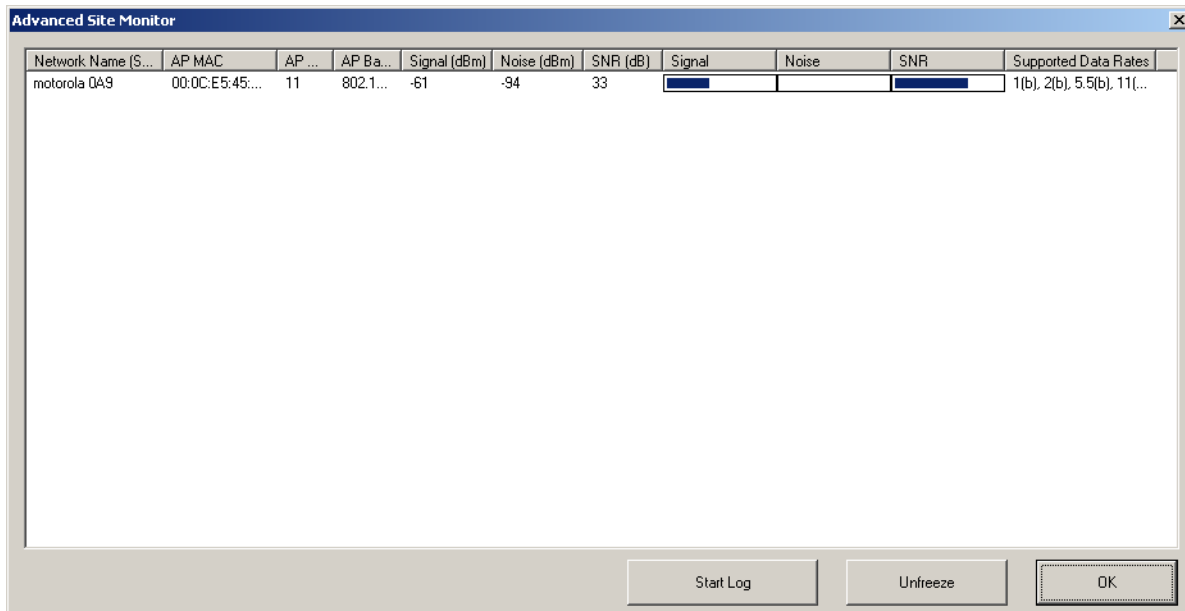 Advanced Site Monitor
Network Name (S... AP MAC AP ... AP Ba... Signal (dBm) Noise (dBm) SNR (dB) Signal Noise SNR Supported Data Rates
motorola 0A9 00:0C:E5:45:... 11 802.1... -61 -94 33 1(b), 2(b), 5.5(b), 11(...
Start Log Unfreeze OK